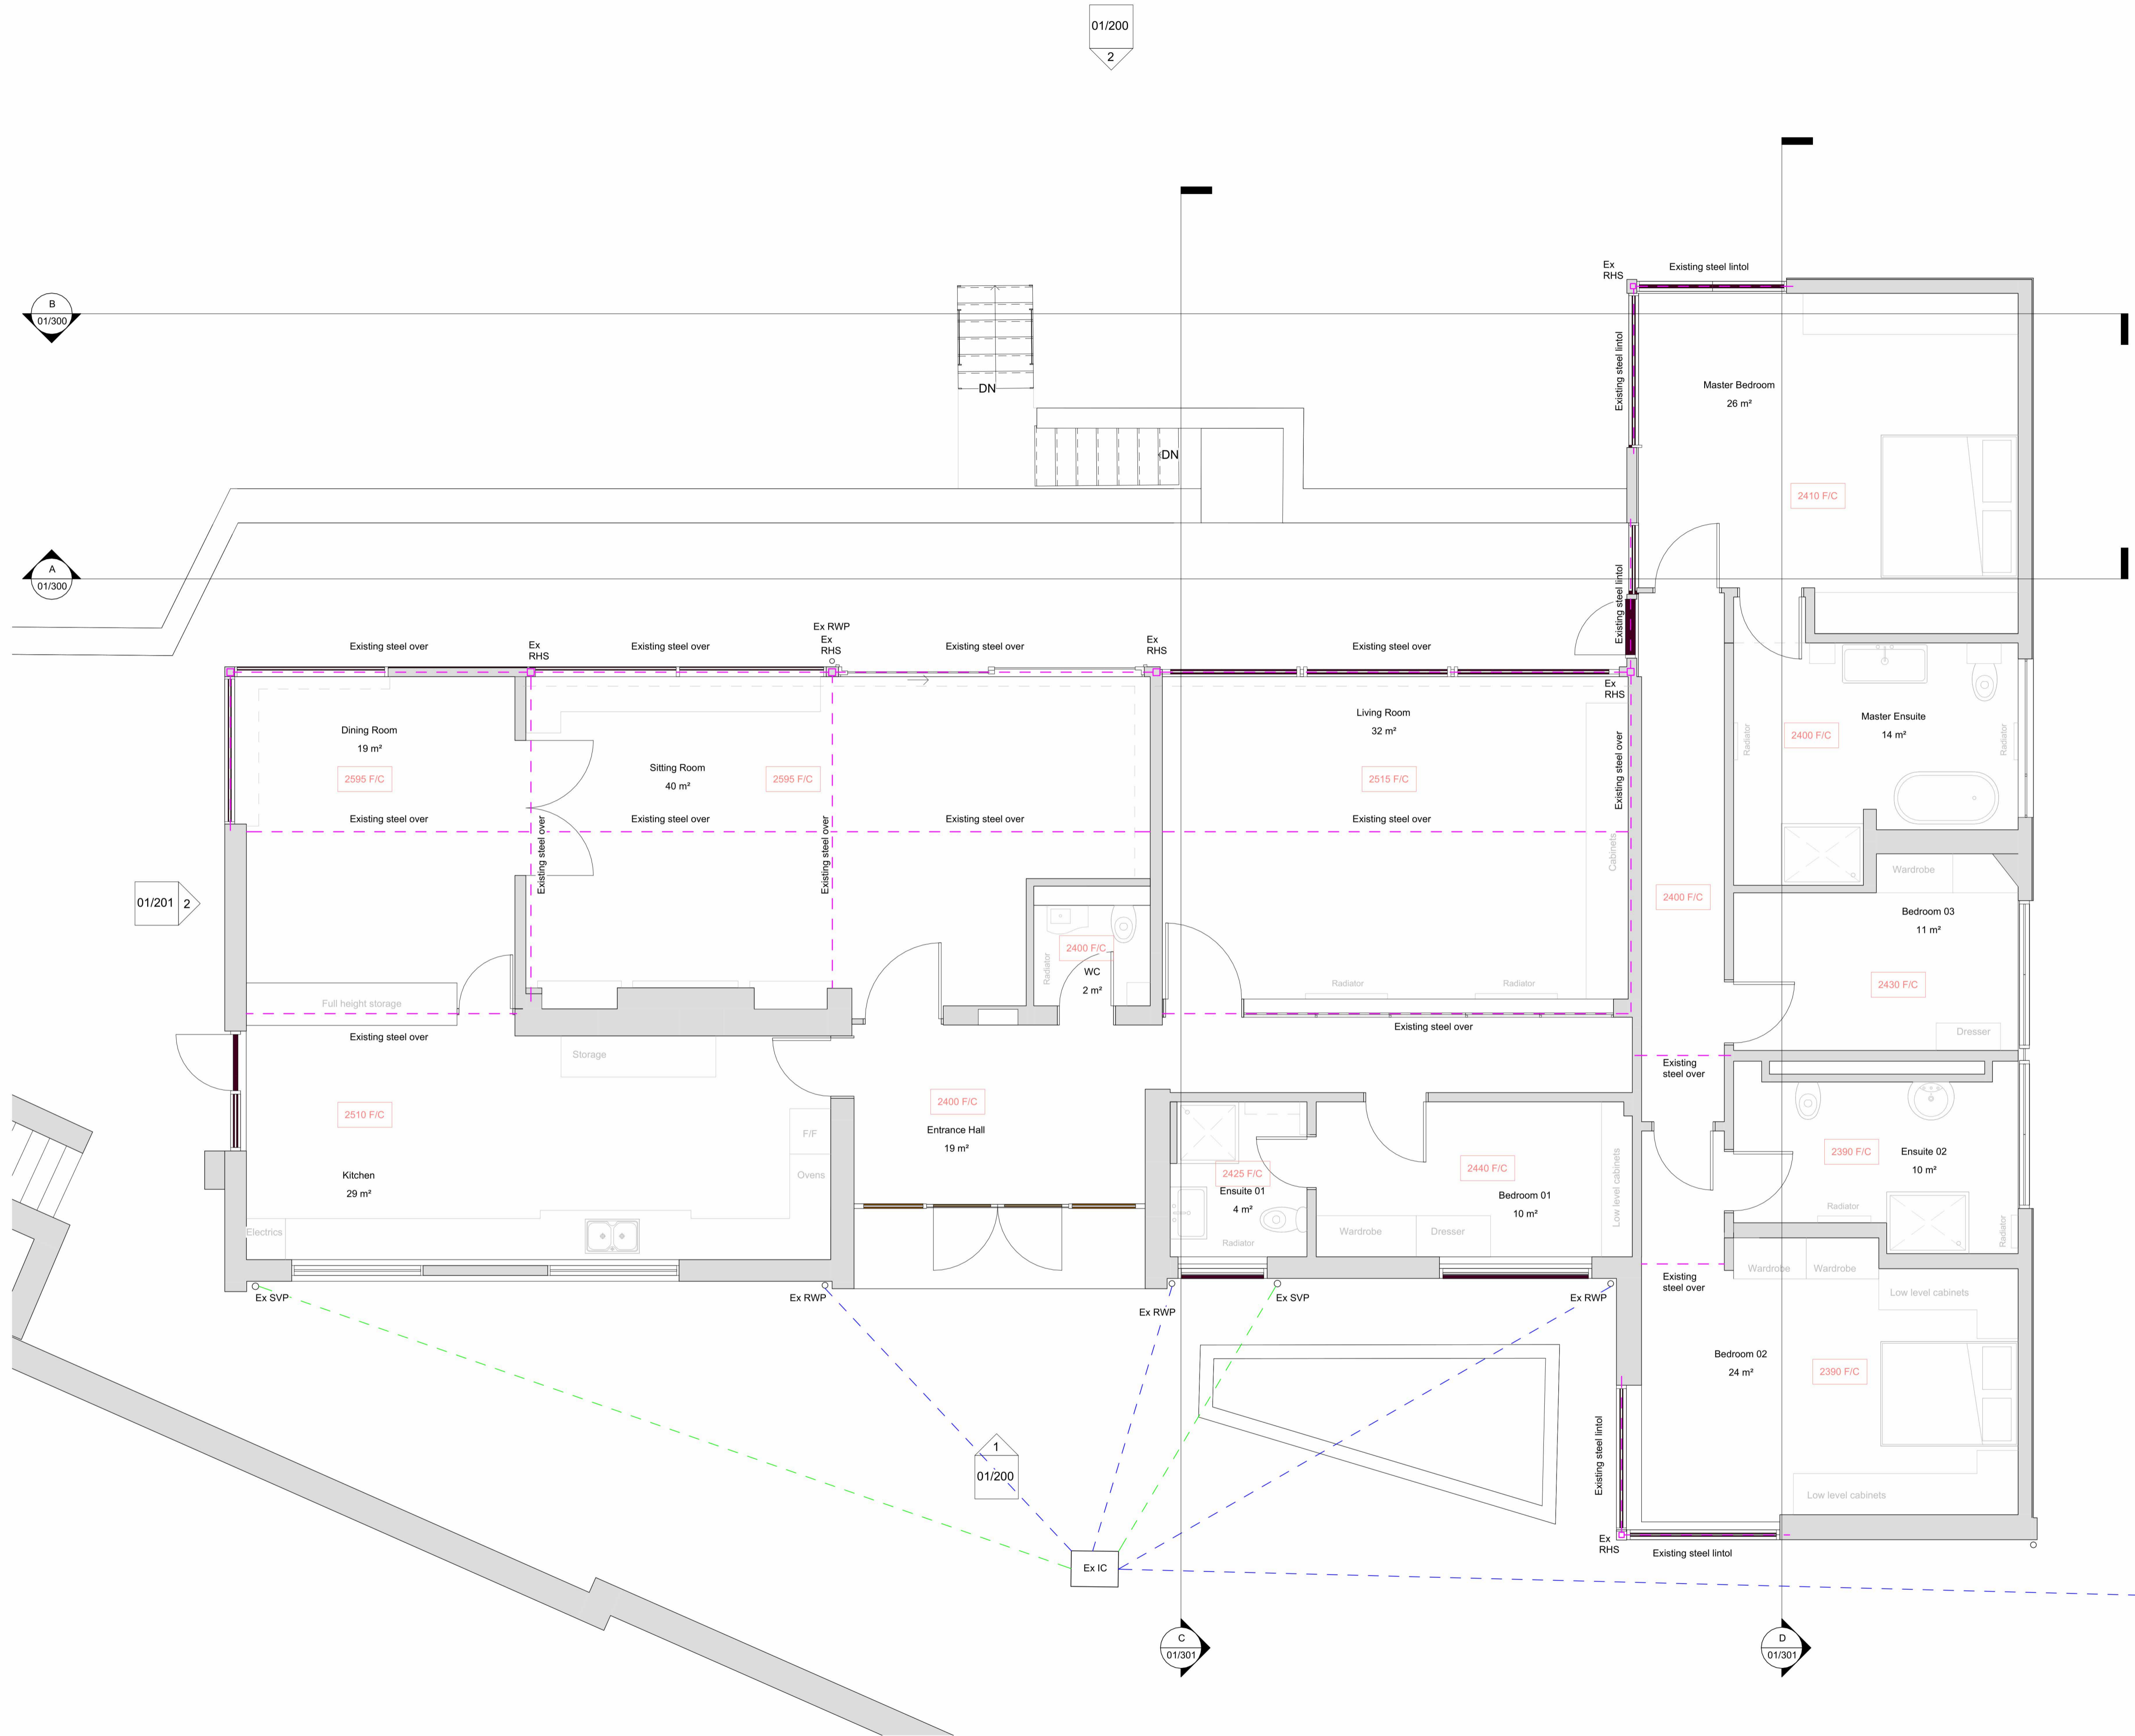 01/200
2
B
01/300
A
01/300
Ex
RHS
Existing steel lintol
Existing steel lintol
Master Bedroom
26 m²
DN
DN
2410 F/C
Existing steel lintol
Existing steel over
Ex
RHS
Existing steel over
Ex RWP
Ex
RHS
Existing steel over
Ex
RHS
Existing steel over
Ex
RHS
Dining Room
19 m²
2595 F/C
Sitting Room
40 m²
2595 F/C
Living Room
32 m²
2515 F/C
Existing steel over
Radiator
2400 F/C
Master Ensuite
14 m²
Radiator
Existing steel over
Existing steel over
Existing steel over
Existing steel over
Existing steel over
Existing steel over
Cabinets
01/201
2
2400 F/C
Wardrobe
Bedroom 03
11 m²
2400 F/C
Radiator
WC
2 m²
Radiator
Radiator
2430 F/C
Full height storage
Existing steel over
Existing steel over
Dresser
Storage
Existing
steel over
2510 F/C
F/F
2400 F/C
Entrance Hall
19 m²
Kitchen
29 m²
Ovens
2425 F/C
Ensuite 01
4 m²
Radiator
2440 F/C
Bedroom 01
10 m²
Low level cabinets
Wardrobe
Dresser
2390 F/C
Ensuite 02
10 m²
Radiator
Radiator
Electrics
Existing
steel over
Wardrobe
Wardrobe
Low level cabinets
Ex SVP
Ex RWP
Ex RWP
Ex SVP
Ex RWP
Bedroom 02
24 m²
2390 F/C
Existing steel lintol
Low level cabinets
1
01/200
Ex
RHS
Existing steel lintol
Ex IC
C
01/301
D
01/301